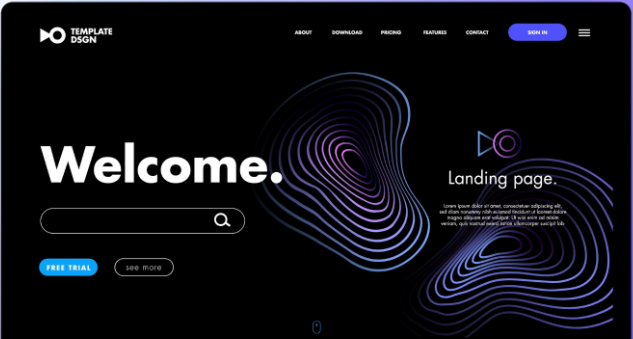 TEMPLATE
DSGN
ABOUT DOWNLOAD PRICING FEATURES CONTACT SIGN IN
Welcome.
Landing page.
Lorem ipsum dolor sit amet, consectetuer adipiscing elit,
sed diam nonummy nibh euismod tincidunt ut laoreet dolore
magna aliquam erat volutpat. Ut wisi enim ad minim
veniam, quis nostrud exerci tation ullamcorper suscipit lob
FREE TRIAL see more